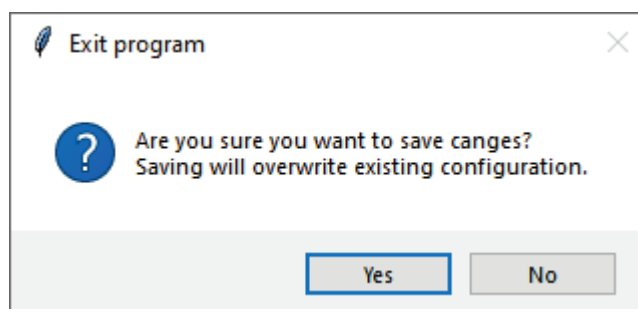 Exit program
Are you sure you want to save canges?
Saving will overwrite existing configuration.
Yes
No